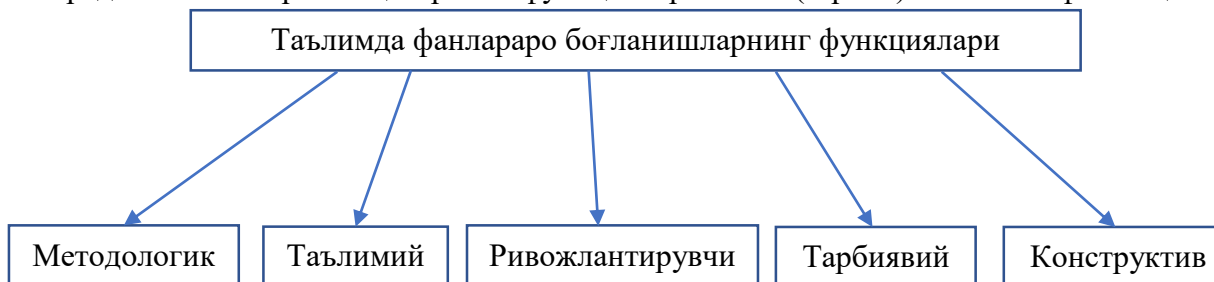 Таълимда фанлараро боғланишларнинг функциялари
Методологик
Таълимий
Ривожлантирувчи
Тарбиявий
Конструктив